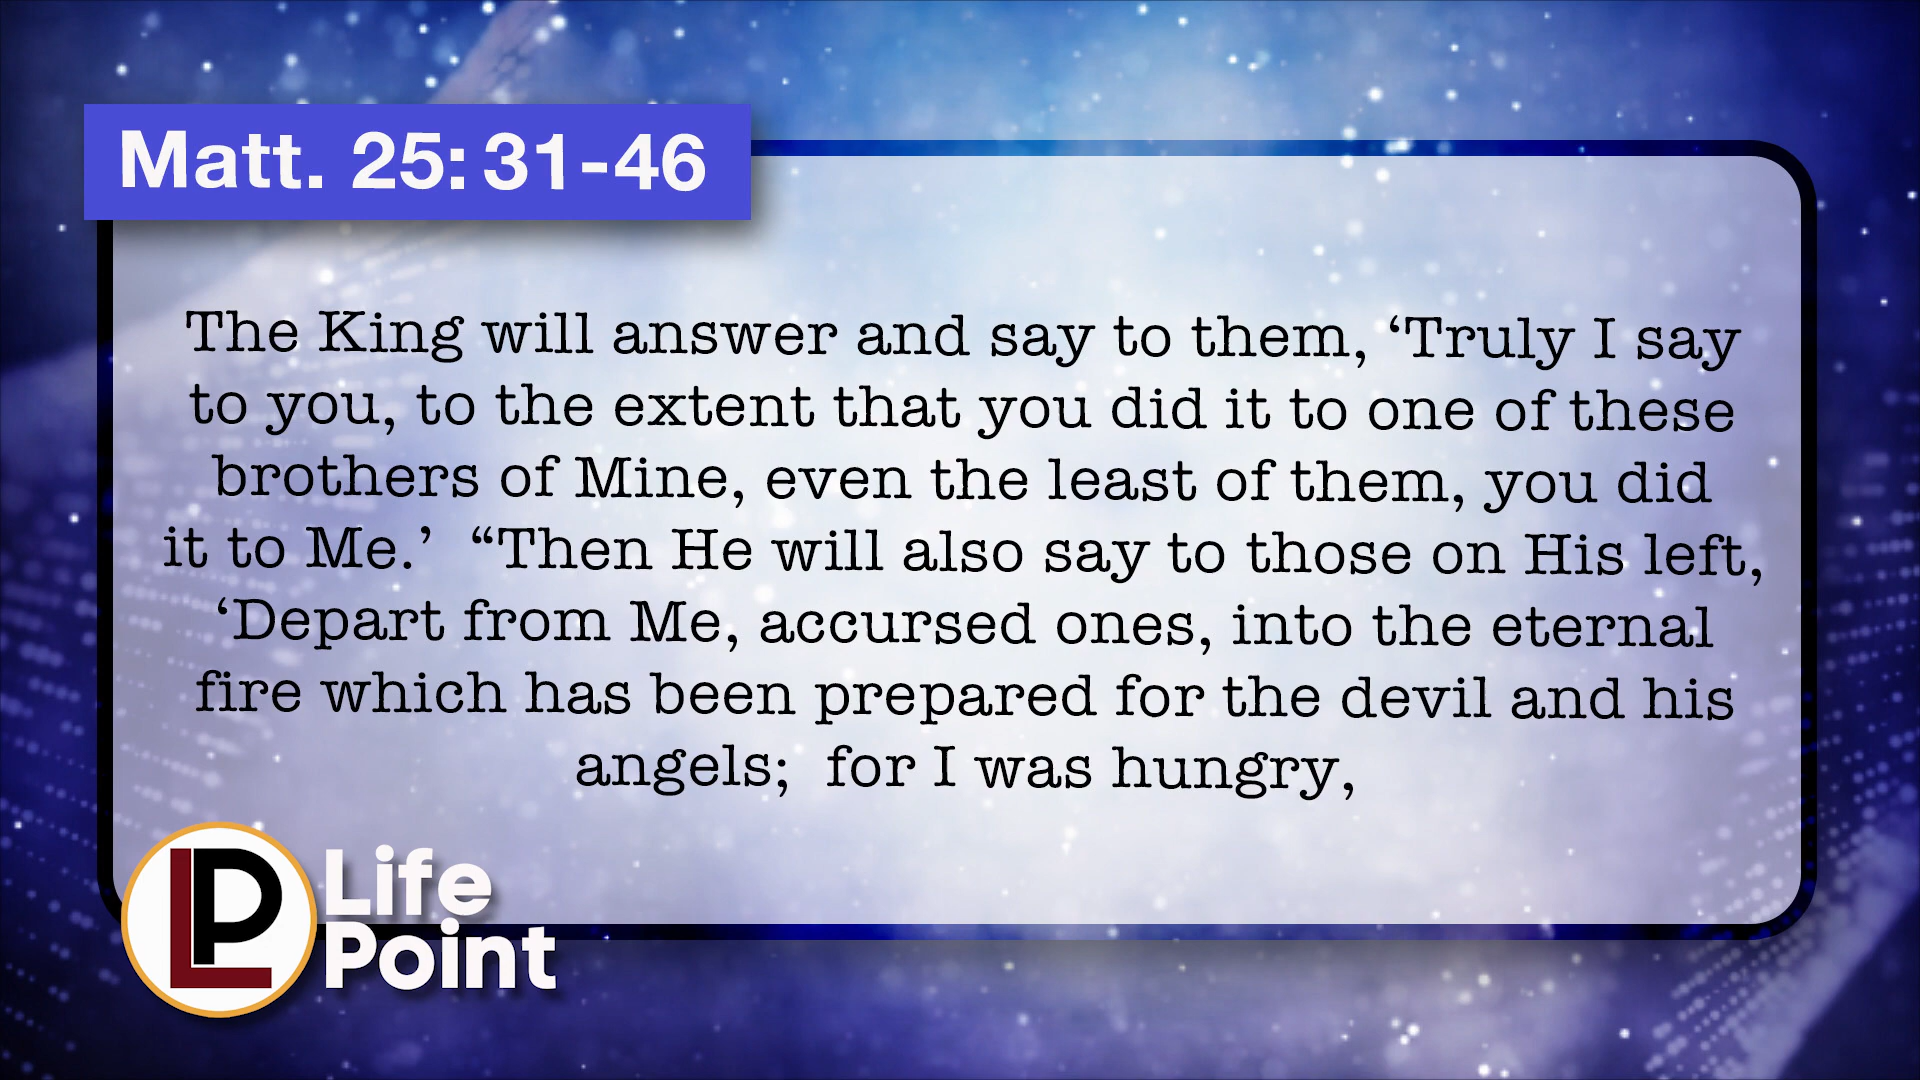 Matt. 25: 31-46
The King will answer and say to them, ‘Truly I say
to you, to the extent that you did it to one of these
brothers of Mine, even the least of them, you did
it to Me.’  “Then He will also say to those on His left,
‘Depart from Me, accursed ones, into the eternal
fire which has been prepared for the devil and his
angels;  for I was hungry,
LP
Life
Point